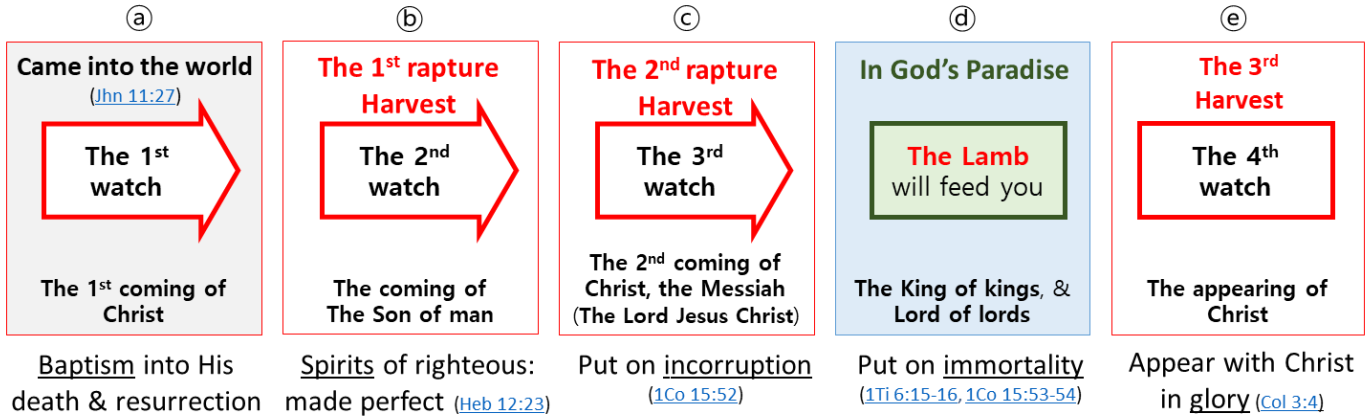 ⓐ
Came into the world
(Jhn 11:27)
The 1st
watch
The 1st coming of
Christ
Baptism into His
death & resurrection
ⓑ
The 1st rapture
Harvest
The 2nd
watch
The coming of
The Son of man
Spirits of righteous:
made perfect (Heb 12:23)
ⓒ
The 2nd rapture
Harvest
The 3rd
watch
The 2nd coming of
Christ, the Messiah
(The Lord Jesus Christ)
Put on incorruption
(1Co 15:52)
ⓓ
In God's Paradise
The Lamb
will feed you
The King of kings, &
Lord of lords
Put on immortality
(1Ti 6:15-16, 1Co 15:53-54)
ⓔ
The 3rd
Harvest
The 4th
watch
The appearing of
Christ
Appear with Christ
in glory (Col 3:4)